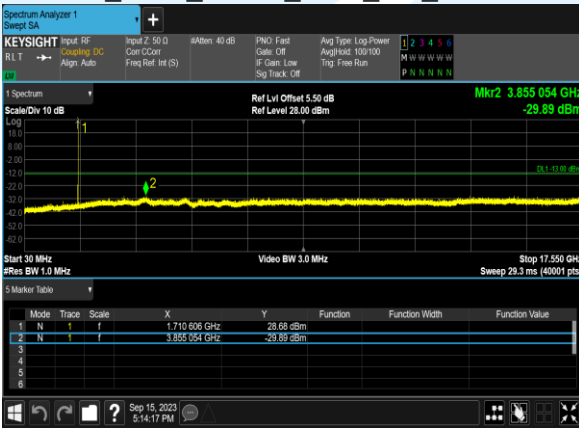 Spectrum Analyzer 1
Swept SA
KEYSIGHT Input: RF Input Z: 50 Ω #Atten: 40 dB PNO: Fast Avg Type: Log-Power 1 2 3 4 5 6
RLT Coupling: DC Corr CCorr Gate: Off Avg|Hold: 100/100 M W W W W W
Align: Auto Freq Ref: Int (S) IF Gain: Low Trig: Free Run
Sig Track: Off P N N N N N
1 Spectrum Ref Lvl Offset 5.50 dB Mkr2 3.855 054 GHz
Scale/Div 10 dB Ref Level 28.00 dBm -29.89 dBm
Log
18.0
8.00
-2.00
-12.0
-22.0
-32.0
-42.0
-52.0
-62.0
1
2
DL1 -13.00 dBm
Start 30 MHz Video BW 3.0 MHz Stop 17.550 GHz
#Res BW 1.0 MHz Sweep 29.3 ms (40001 pts
5 Marker Table
Mode Trace Scale X Y Function Function Width Function Value
1 N 1 f 1.710 606 GHz 28.68 dBm
2 N 1 f 3.855 054 GHz -29.89 dBm
3
4
5
6
Sep 15, 2023
5:14:17 PM